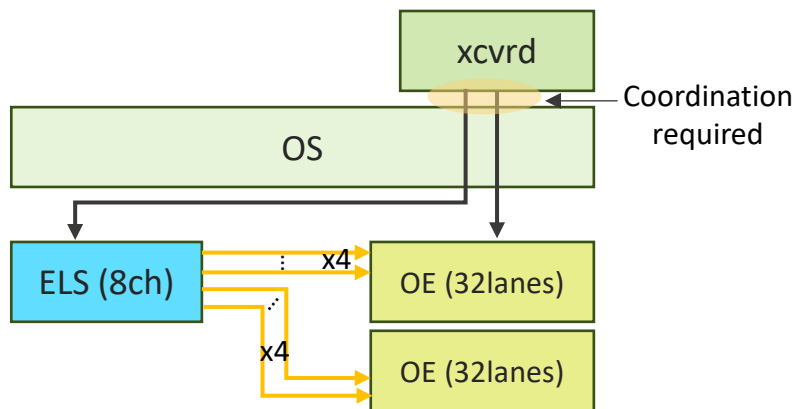 xcvrd
Coordination
required
OS
ELS (8ch)
x4
OE (32lanes)
x4
OE (32lanes)